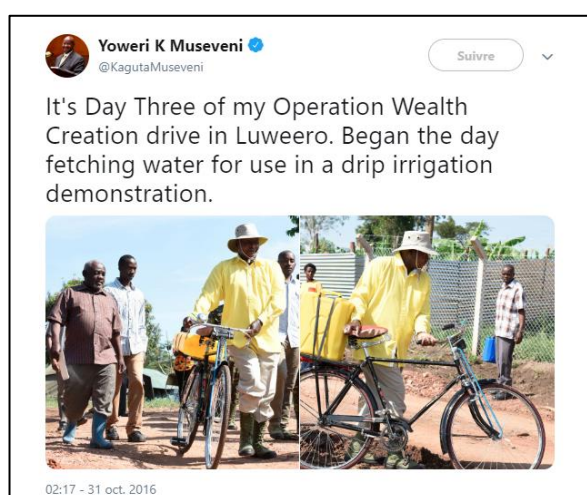 Yoweri K Museveni
@KagutaMuseveni
Suivre
It's Day Three of my Operation Wealth
Creation drive in Luweero. Began the day
fetching water for use in a drip irrigation
demonstration.
02:17 - 31 oct. 2016